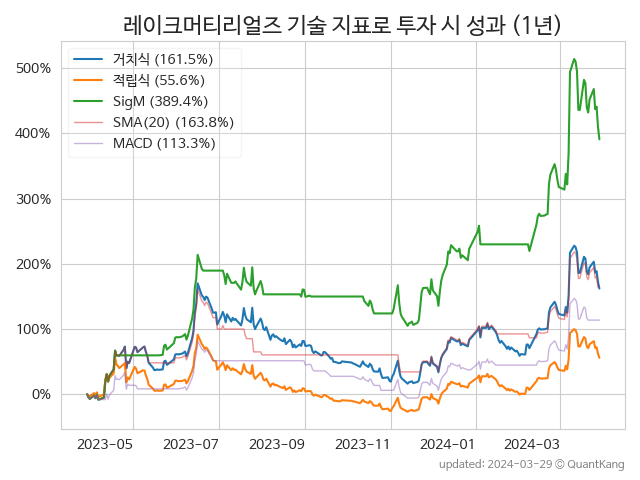 레이크머티리얼즈 기술 지표로 투자 시 성과 (1년)
거치식 (161.5%)
적립식 (55.6%)
SigM (389.4%)
SMA(20) (163.8%)
MACD (113.3%)
500%
400%
300%
200%
100%
0%
2023-05 2023-07 2023-09 2023-11 2024-01 2024-03
updated: 2024-03-29 © QuantKang